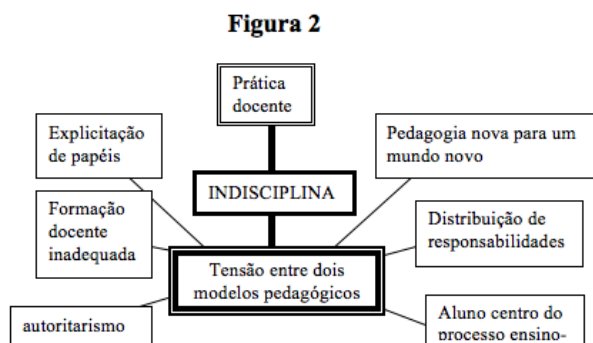 Figura 2
Prática
docente
Explicitação
de papéis
Pedagogia nova para um
mundo novo
INDISCIPLINA
Formação
docente
inadequada
Distribuição de
responsabilidades
Tensão entre dois
modelos pedagógicos
autoritarismo
Aluno centro do
processo ensino-